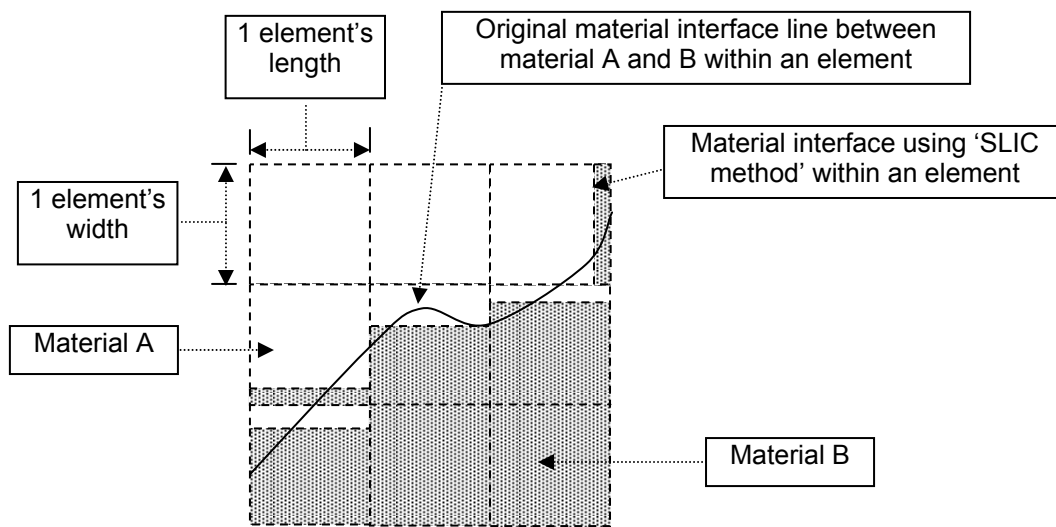 1 element's
length
Original material interface line between
material A and B within an element
Material interface using 'SLIC
method' within an element
1 element's
width
Material A
Material B